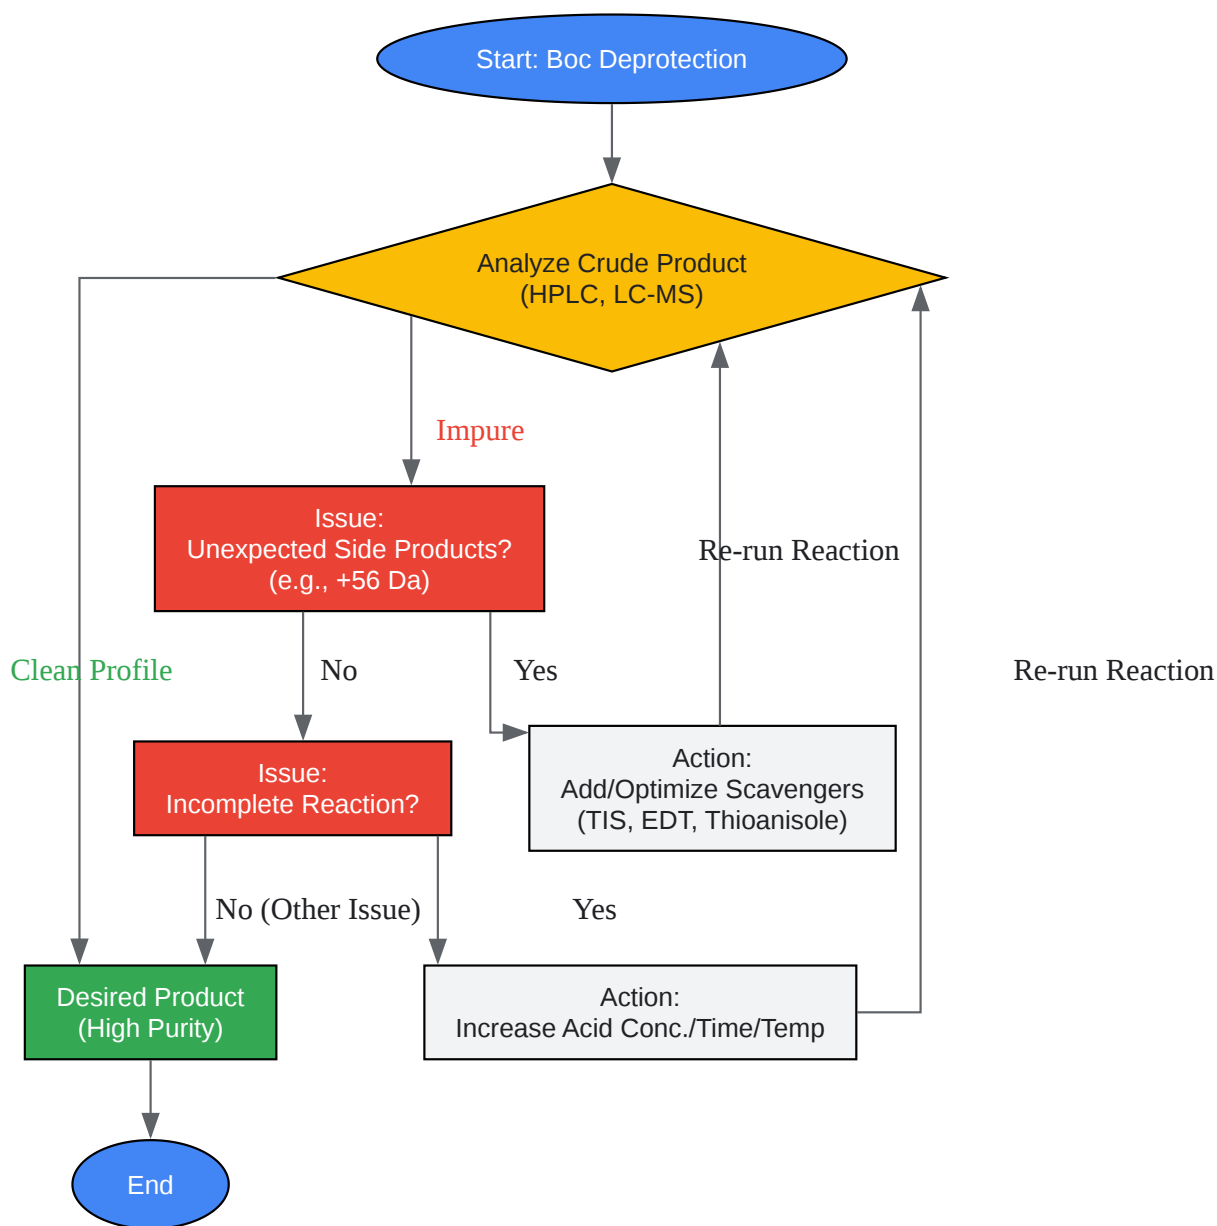 Start: Boc Deprotection
Analyze Crude Product
(HPLC, LC-MS)
Impure
Issue:
Unexpected Side Products?
(e.g., +56 Da)
Re-run Reaction
Clean Profile
No
Yes
Re-run Reaction
Issue:
Incomplete Reaction?
Action:
Add/Optimize Scavengers
(TIS, EDT, Thioanisole)
No (Other Issue)
Yes
Desired Product
(High Purity)
Action:
Increase Acid Conc./Time/Temp
End